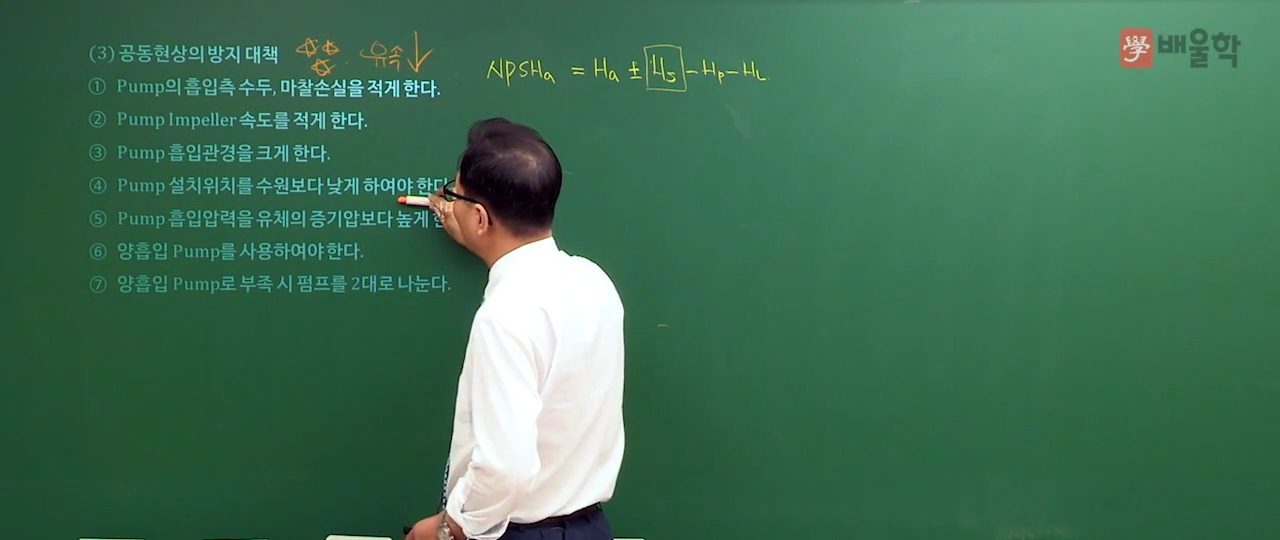 (3) 공동현상의 방지 대책
유속↓
① Pump의 흡입측 수두, 마찰손실을 적게 한다.
② Pump Impeller 속도를 적게 한다.
③ Pump 흡입관경을 크게 한다.
④ Pump 설치위치를 수원보다 낮게 하여야 한다
⑤ Pump 흡입압력을 유체의 증기압보다 높게
⑥ 양흡입 Pump를 사용하여야 한다.
⑦ 양흡입 Pump로 부족 시 펌프를 2대로 나눈다.
NPSHa = Ha ± Hs - Hp - HL
學 배울학